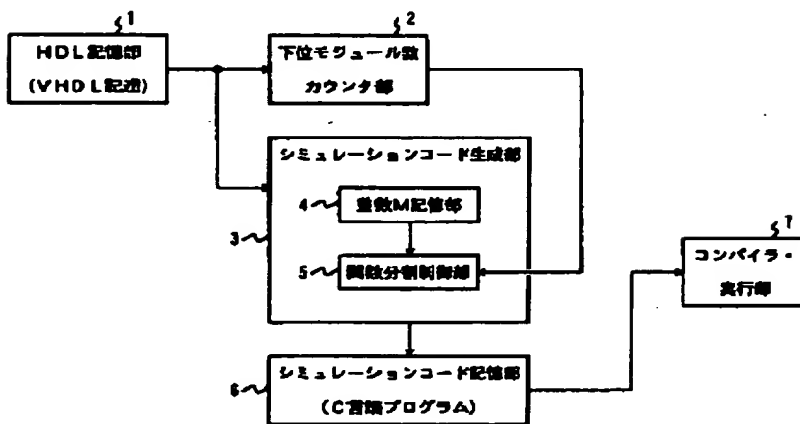 1
HDL記憶部
(VHDL記述)
2
下位モジュール数
カウンタ部
シミュレーションコード生成部
4
定数M記憶部
3
5
関数分割制御部
7
コンパイラ・
実行部
6
シミュレーションコード記憶部
(C言語プログラム)